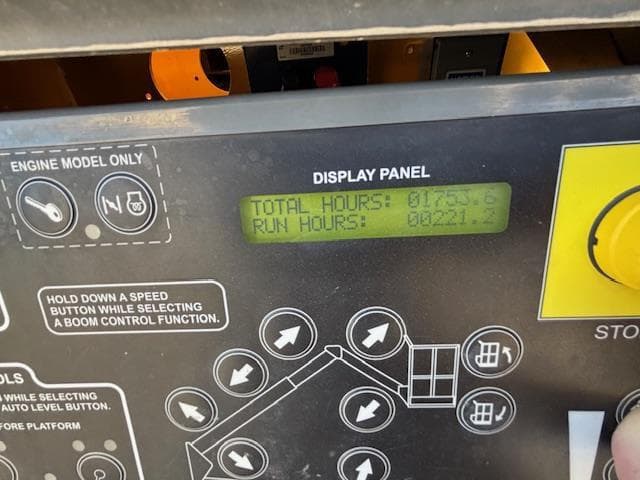 ENGINE MODEL ONLY
DISPLAY PANEL
TOTAL HOURS: 01753.6
RUN HOURS: 00221.2
HOLD DOWN A SPEED
BUTTON WHILE SELECTING
A BOOM CONTROL FUNCTION.
STO
OLS
WHILE SELECTING
AUTO LEVEL BUTTON.
FORE PLATFORM